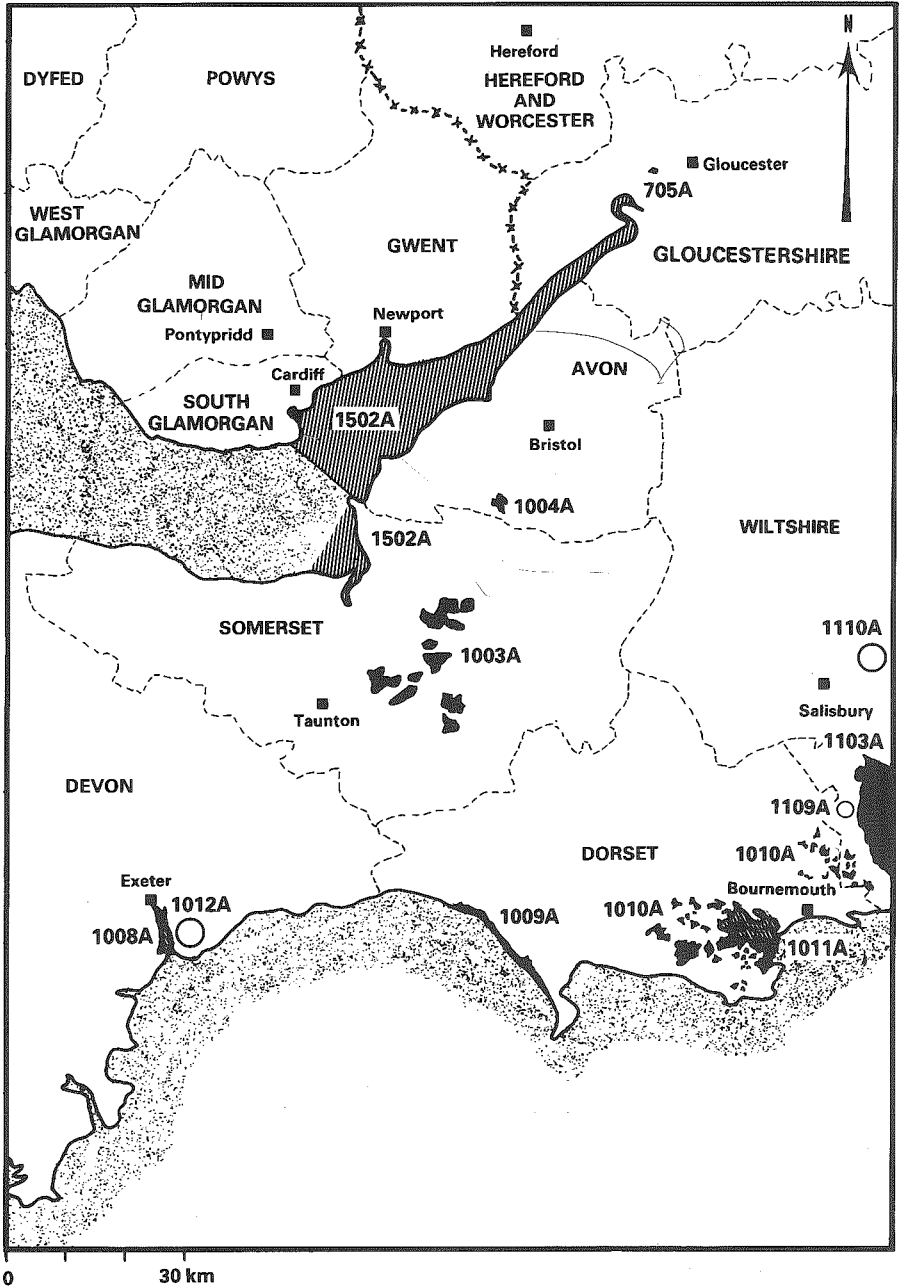 N
Hereford
DYFED
POWYS
HEREFORD
AND
WORCESTER
Gloucester
705A
WEST
GLAMORGAN
GWENT
GLOUCESTERSHIRE
MID
GLAMORGAN
Newport
Pontypridd
AVON
Cardiff
SOUTH
GLAMORGAN
1502A
Bristol
1004A
WILTSHIRE
1502A
SOMERSET
1110A
1003A
Taunton
Salisbury
1103A
DEVON
1109A
DORSET
1010A
Exeter
Bournemouth
1012A
1010A
1009A
1008A
1011A
0
30 km